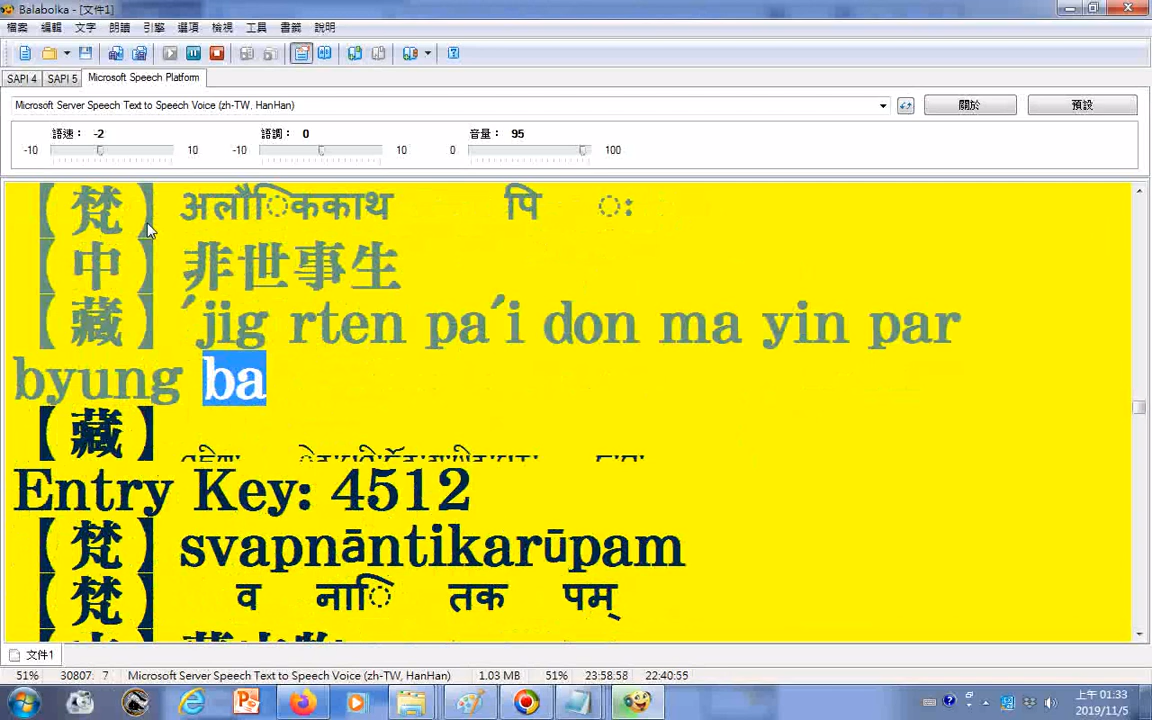 Balabolka - [文件1]
檔案 編輯 文字 朗讀 引擎 選項 檢視 工具 書籤 說明
SAPI 4 SAPI 5 Microsoft Speech Platform
Microsoft Server Speech Text to Speech Voice (zh-TW, HanHan) 關於 預設
語速： -2 語調： 0 音量： 95
-10 10 -10 10 0 100
【梵】 अलौिककाथ पि ः
【中】 非世事生
【藏】 ´jig rten pa´i don ma yin par
byung ba
【藏】
Entry Key: 4512
【梵】 svapnāntikarūpam
【梵】 व नाि तक पम्
文件1
51% 30807: 7 Microsoft Server Speech Text to Speech Voice (zh-TW, HanHan) 1.03 MB 51% 23:58:58 22:40:55
上午 01:33
2019/11/5